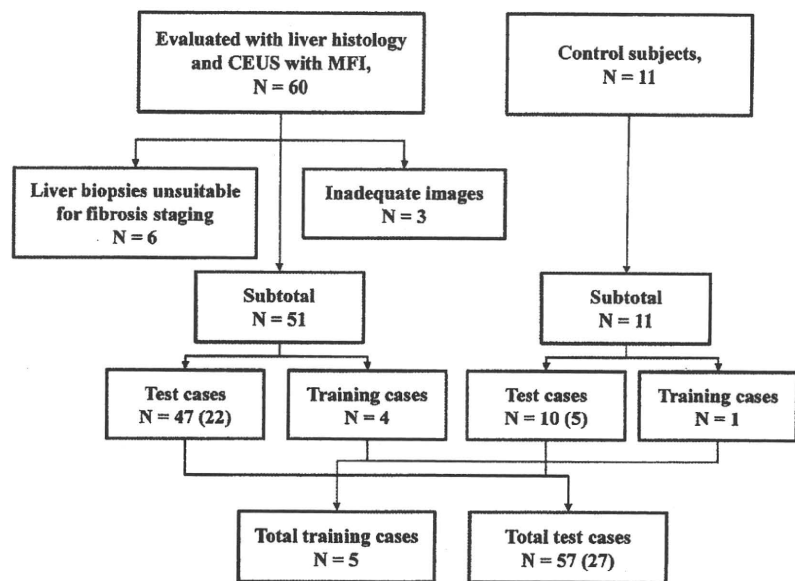 Evaluated with liver histology
and CEUS with MFI,
N = 60
Control subjects,
N = 11
Liver biopsies unsuitable
for fibrosis staging
N = 6
Inadequate images
N = 3
Subtotal
N = 51
Subtotal
N = 11
Test cases
N = 47 (22)
Training cases
N = 4
Test cases
N = 10 (5)
Training cases
N = 1
Total training cases
N = 5
Total test cases
N = 57 (27)